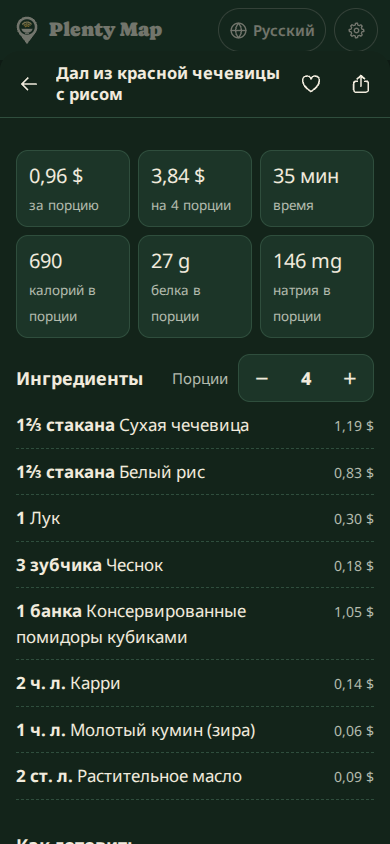 Plenty Map
Русский
Дал из красной чечевицы
с рисом
0,96 $
за порцию
3,84 $
на 4 порции
35 мин
время
690
калорий в
порции
27 g
белка в
порции
146 mg
натрия в
порции
Ингредиенты
Порции
− 4 +
1⅔ стакана Сухая чечевица 1,19 $
1⅔ стакана Белый рис 0,83 $
1 Лук 0,30 $
3 зубчика Чеснок 0,18 $
1 банка Консервированные 1,05 $
помидоры кубиками
2 ч. л. Карри 0,14 $
1 ч. л. Молотый кумин (зира) 0,06 $
2 ст. л. Растительное масло 0,09 $
Как готовить